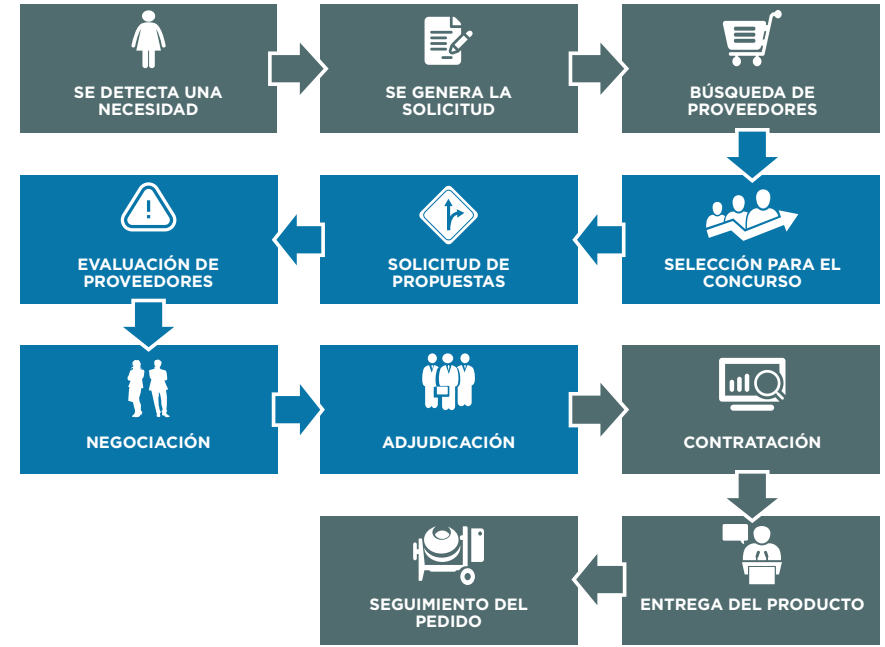 SE DETECTA UNA
NECESIDAD
SE GENERA LA
SOLICITUD
BÚSQUEDA DE
PROVEEDORES
SELECCIÓN PARA EL
CONCURSO
SOLICITUD DE
PROPUESTAS
EVALUACIÓN DE
PROVEEDORES
NEGOCIACIÓN
ADJUDICACIÓN
CONTRATACIÓN
ENTREGA DEL PRODUCTO
SEGUIMIENTO DEL
PEDIDO